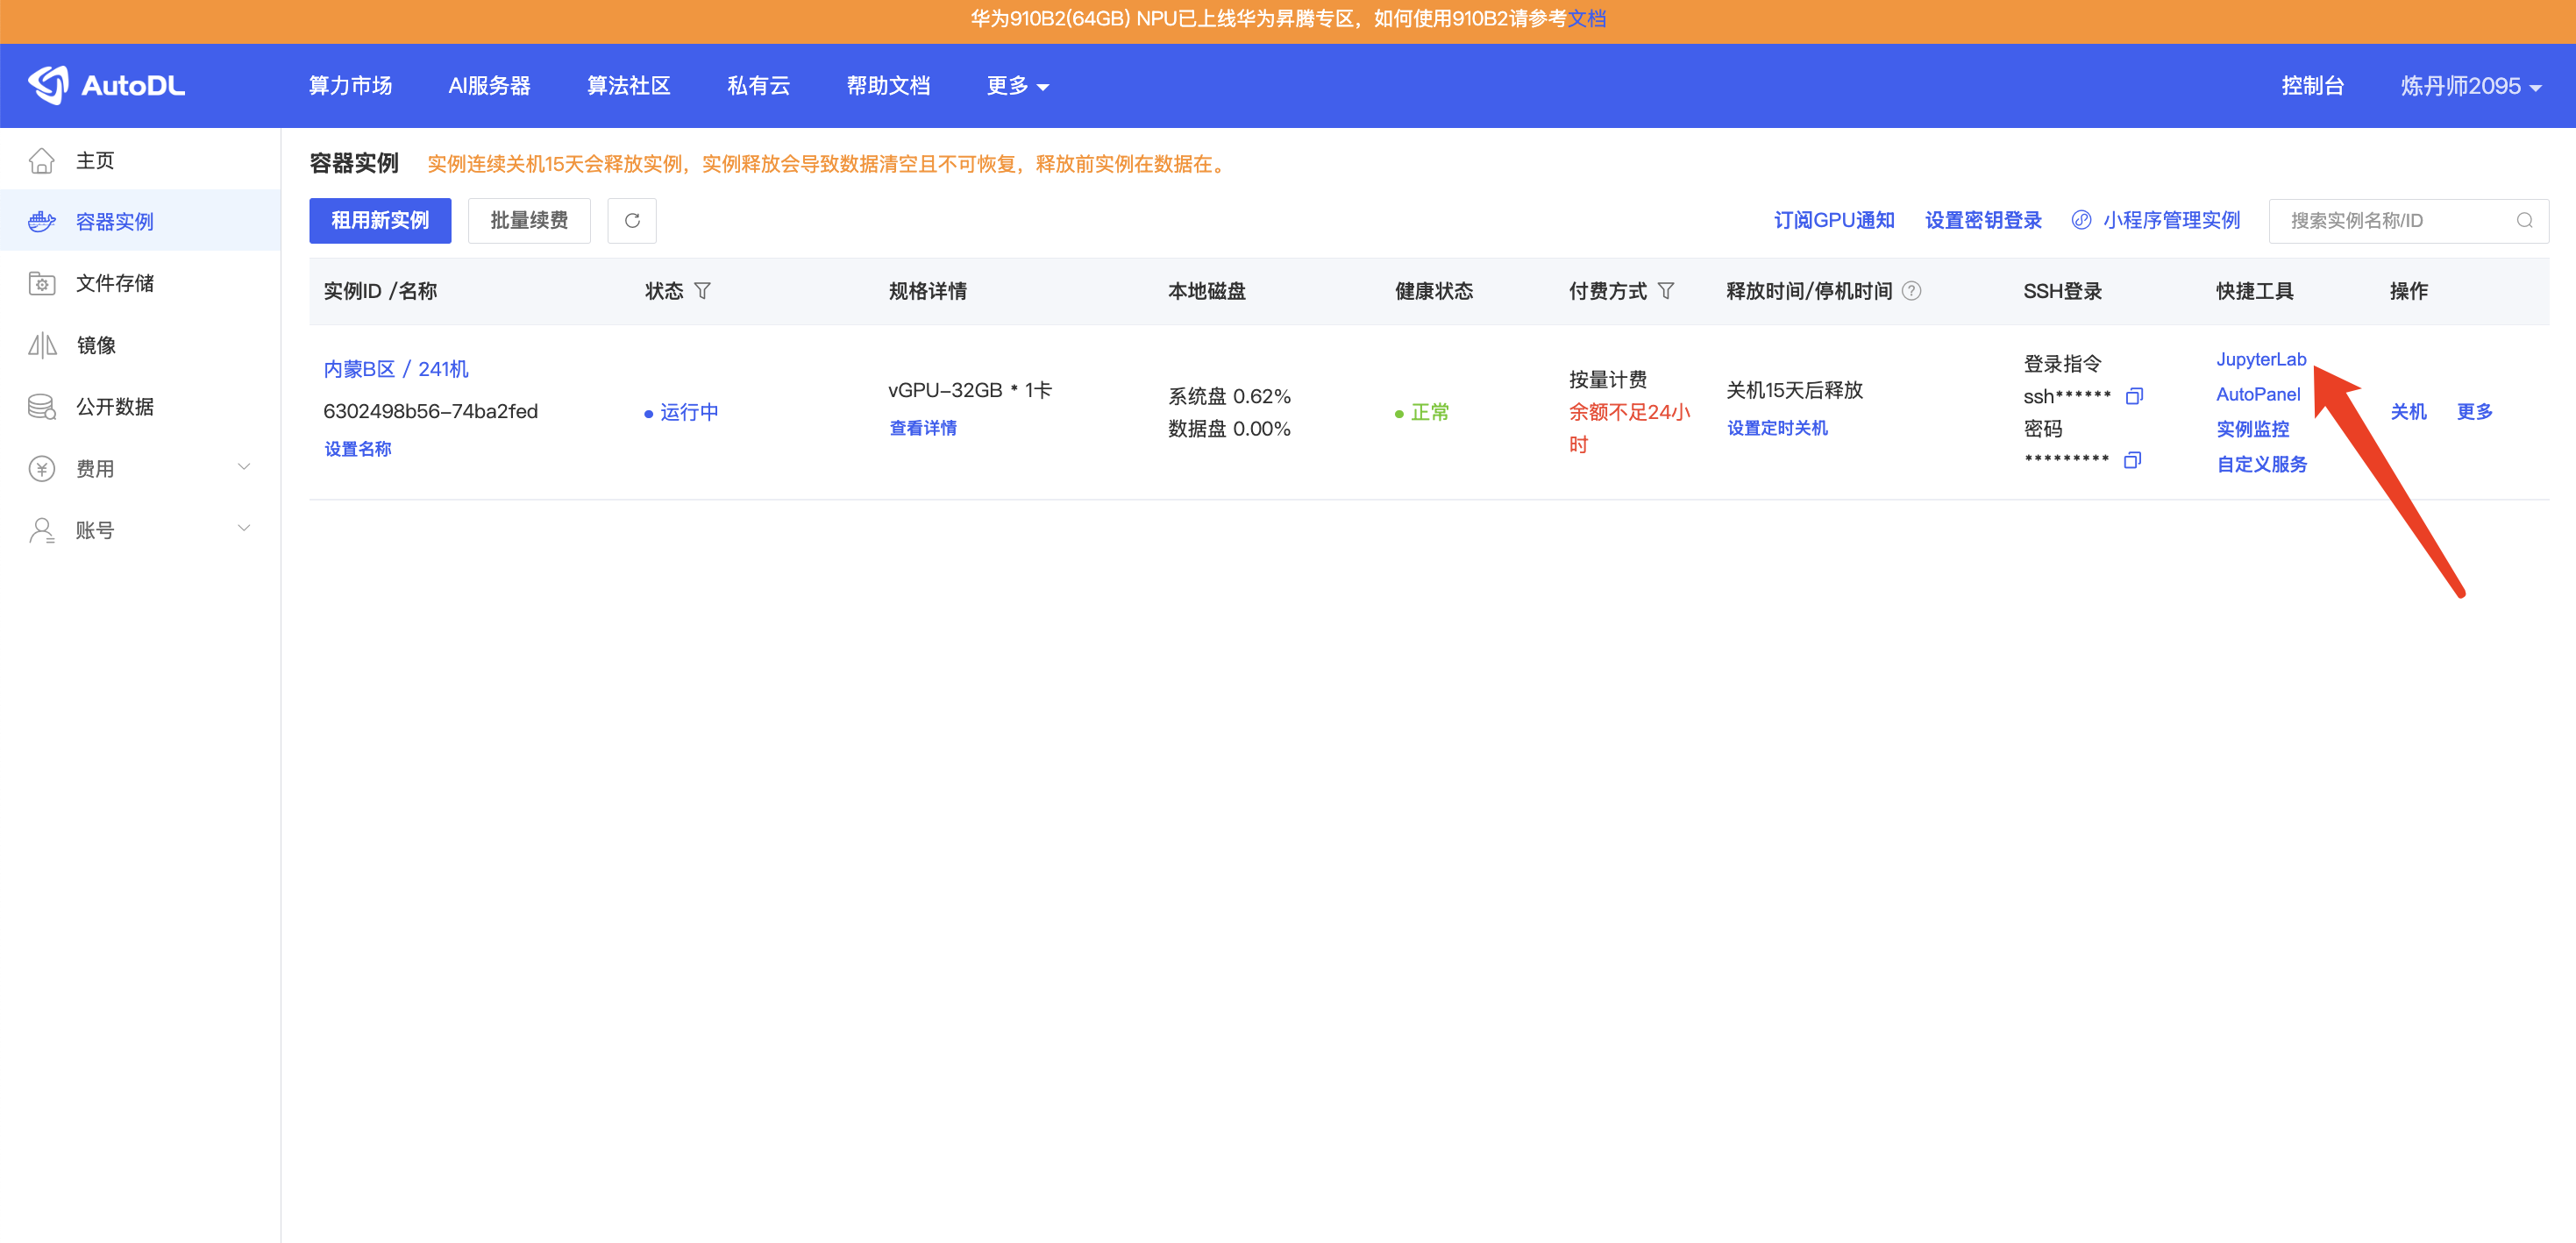 华为910B2(64GB) NPU已上线华为昇腾专区，如何使用910B2请参考文档
AutoDL 算力市场 AI服务器 算法社区 私有云 帮助文档 更多 控制台 炼丹师2095
主页
容器实例
文件存储
镜像
公开数据
费用
账号
容器实例 实例连续关机15天会释放实例，实例释放会导致数据清空且不可恢复，释放前实例在数据在。
租用新实例 批量续费 订阅GPU通知 设置密钥登录 小程序管理实例 搜索实例名称/ID
实例ID /名称 状态 规格详情 本地磁盘 健康状态 付费方式 释放时间/停机时间 SSH登录 快捷工具 操作
内蒙B区 / 241机
6302498b56-74ba2fed
设置名称
运行中
vGPU-32GB * 1卡
查看详情
系统盘 0.62%
数据盘 0.00%
正常
按量计费
余额不足24小
时
关机15天后释放
设置定时关机
登录指令
ssh******
密码
*********
JupyterLab
AutoPanel
实例监控
自定义服务
关机 更多